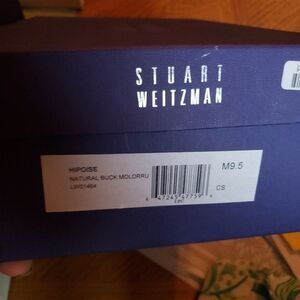 STUART
WEITZMAN
HIPOISE
M9.5
NATURAL BUCK MOLORRU
CS